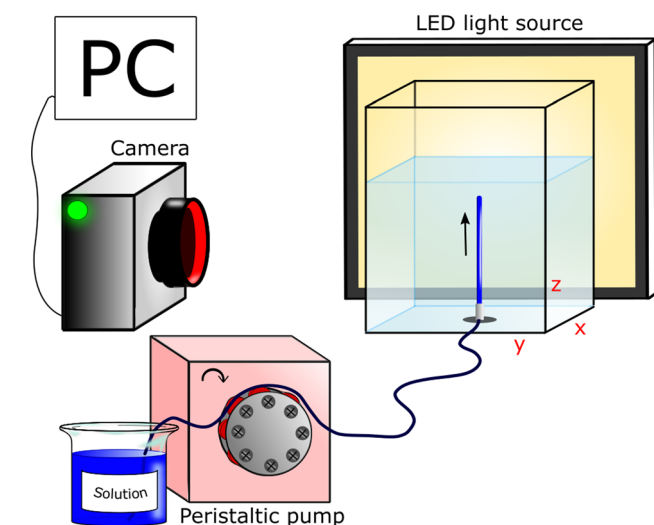 LED light source
PC
Camera
z
x
y
Solution
Peristaltic pump